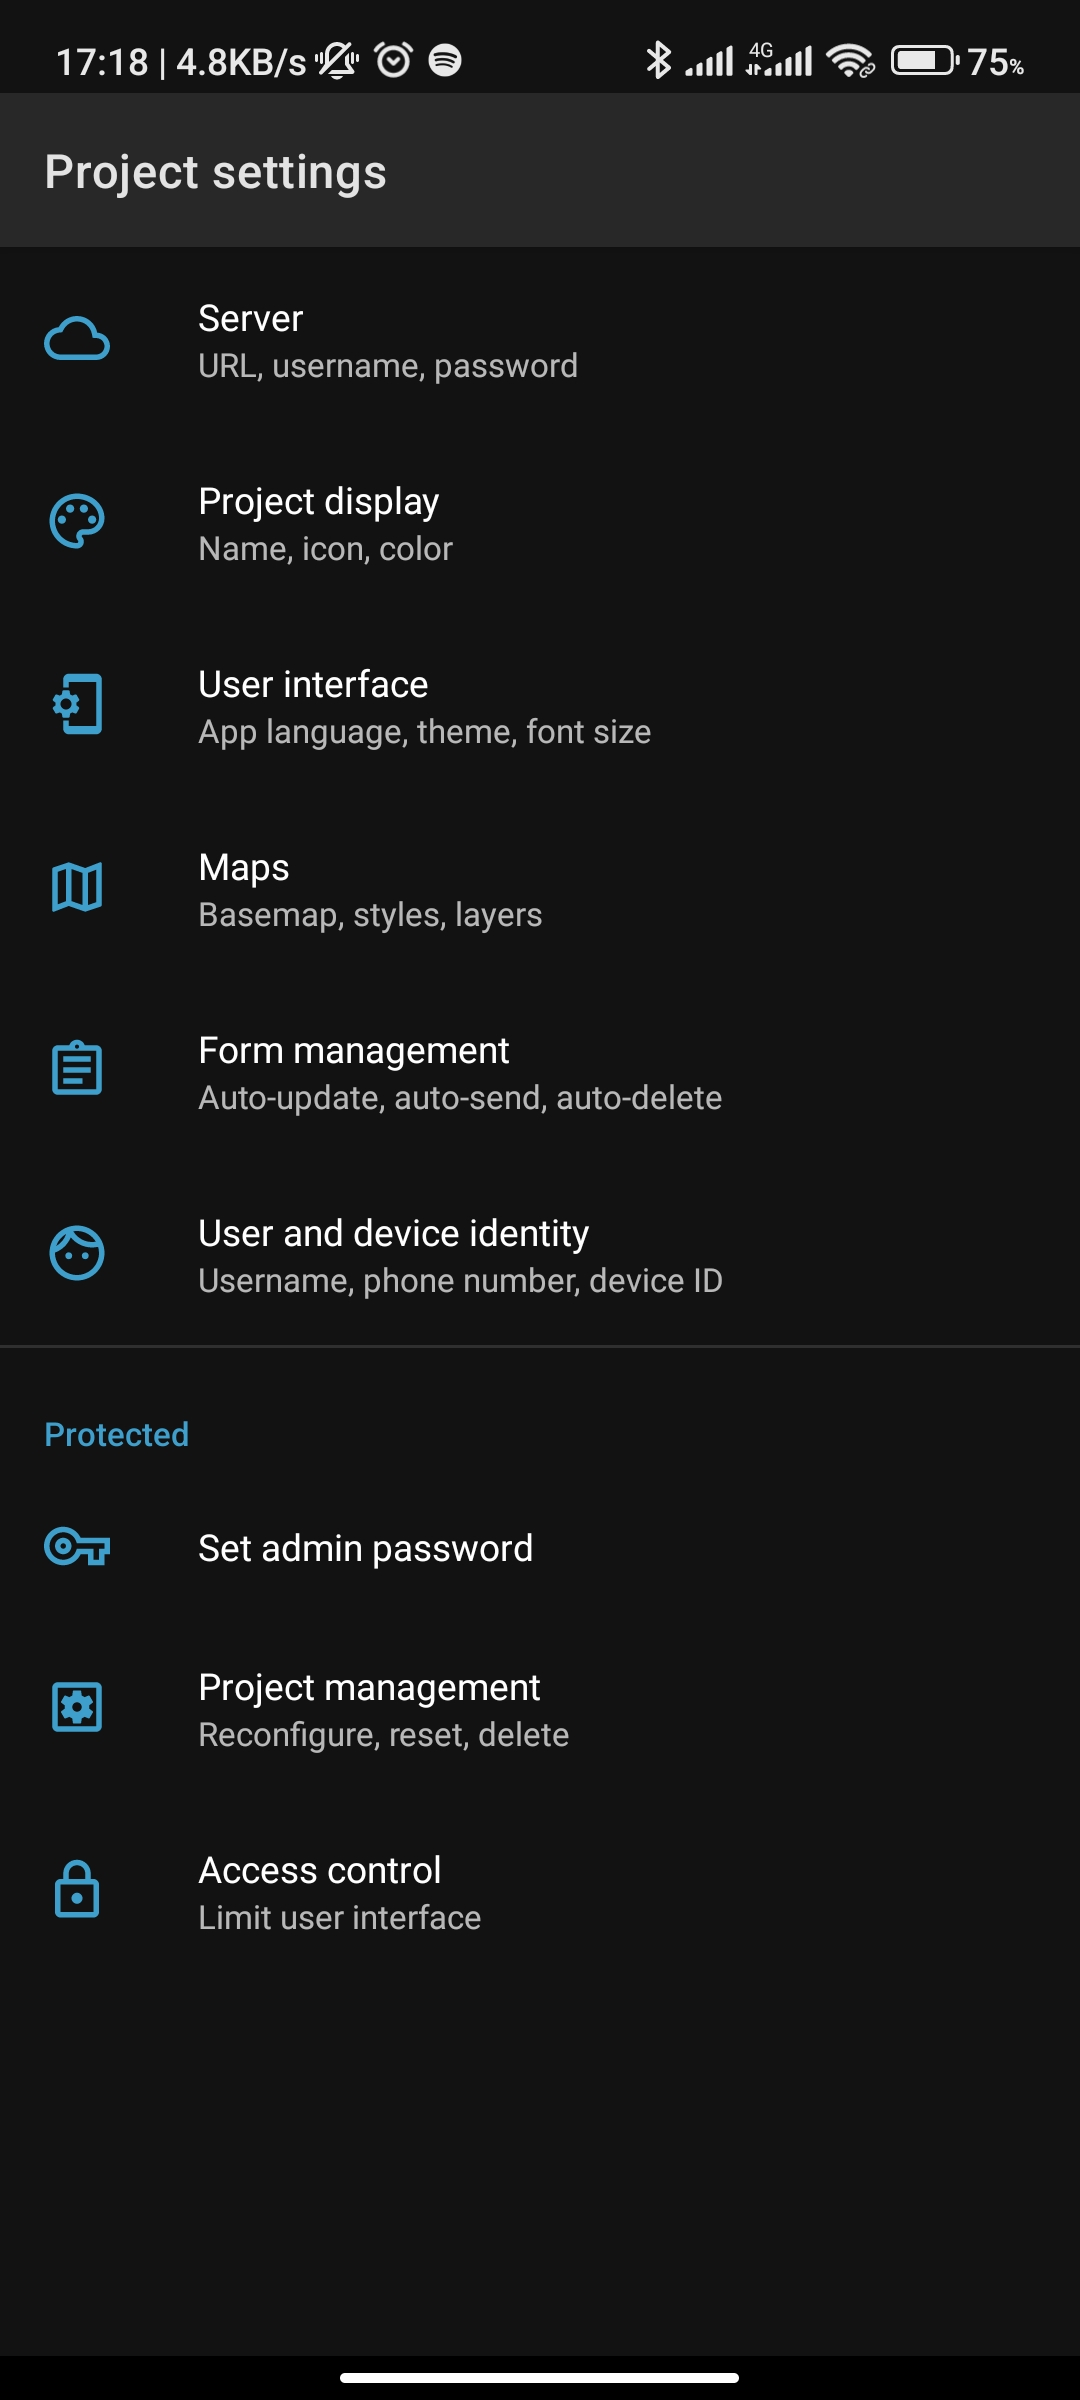 17:18 | 4.8KB/s 4G 75%
Project settings
Server
URL, username, password
Project display
Name, icon, color
User interface
App language, theme, font size
Maps
Basemap, styles, layers
Form management
Auto-update, auto-send, auto-delete
User and device identity
Username, phone number, device ID
Protected
Set admin password
Project management
Reconfigure, reset, delete
Access control
Limit user interface